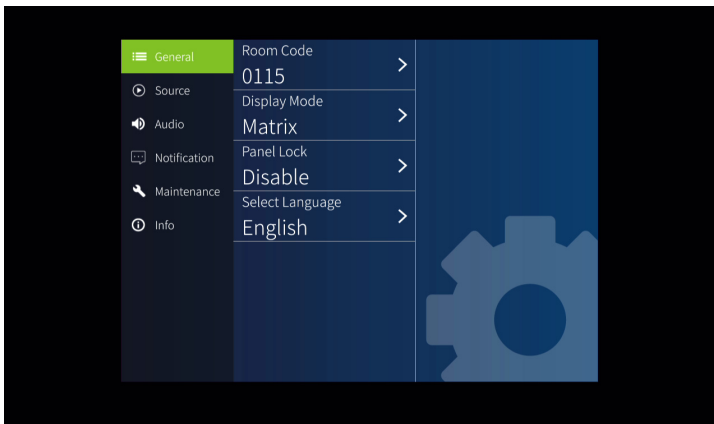 General
Source
Audio
Notification
Maintenance
Info
Room Code
0115
Display Mode
Matrix
Panel Lock
Disable
Select Language
English